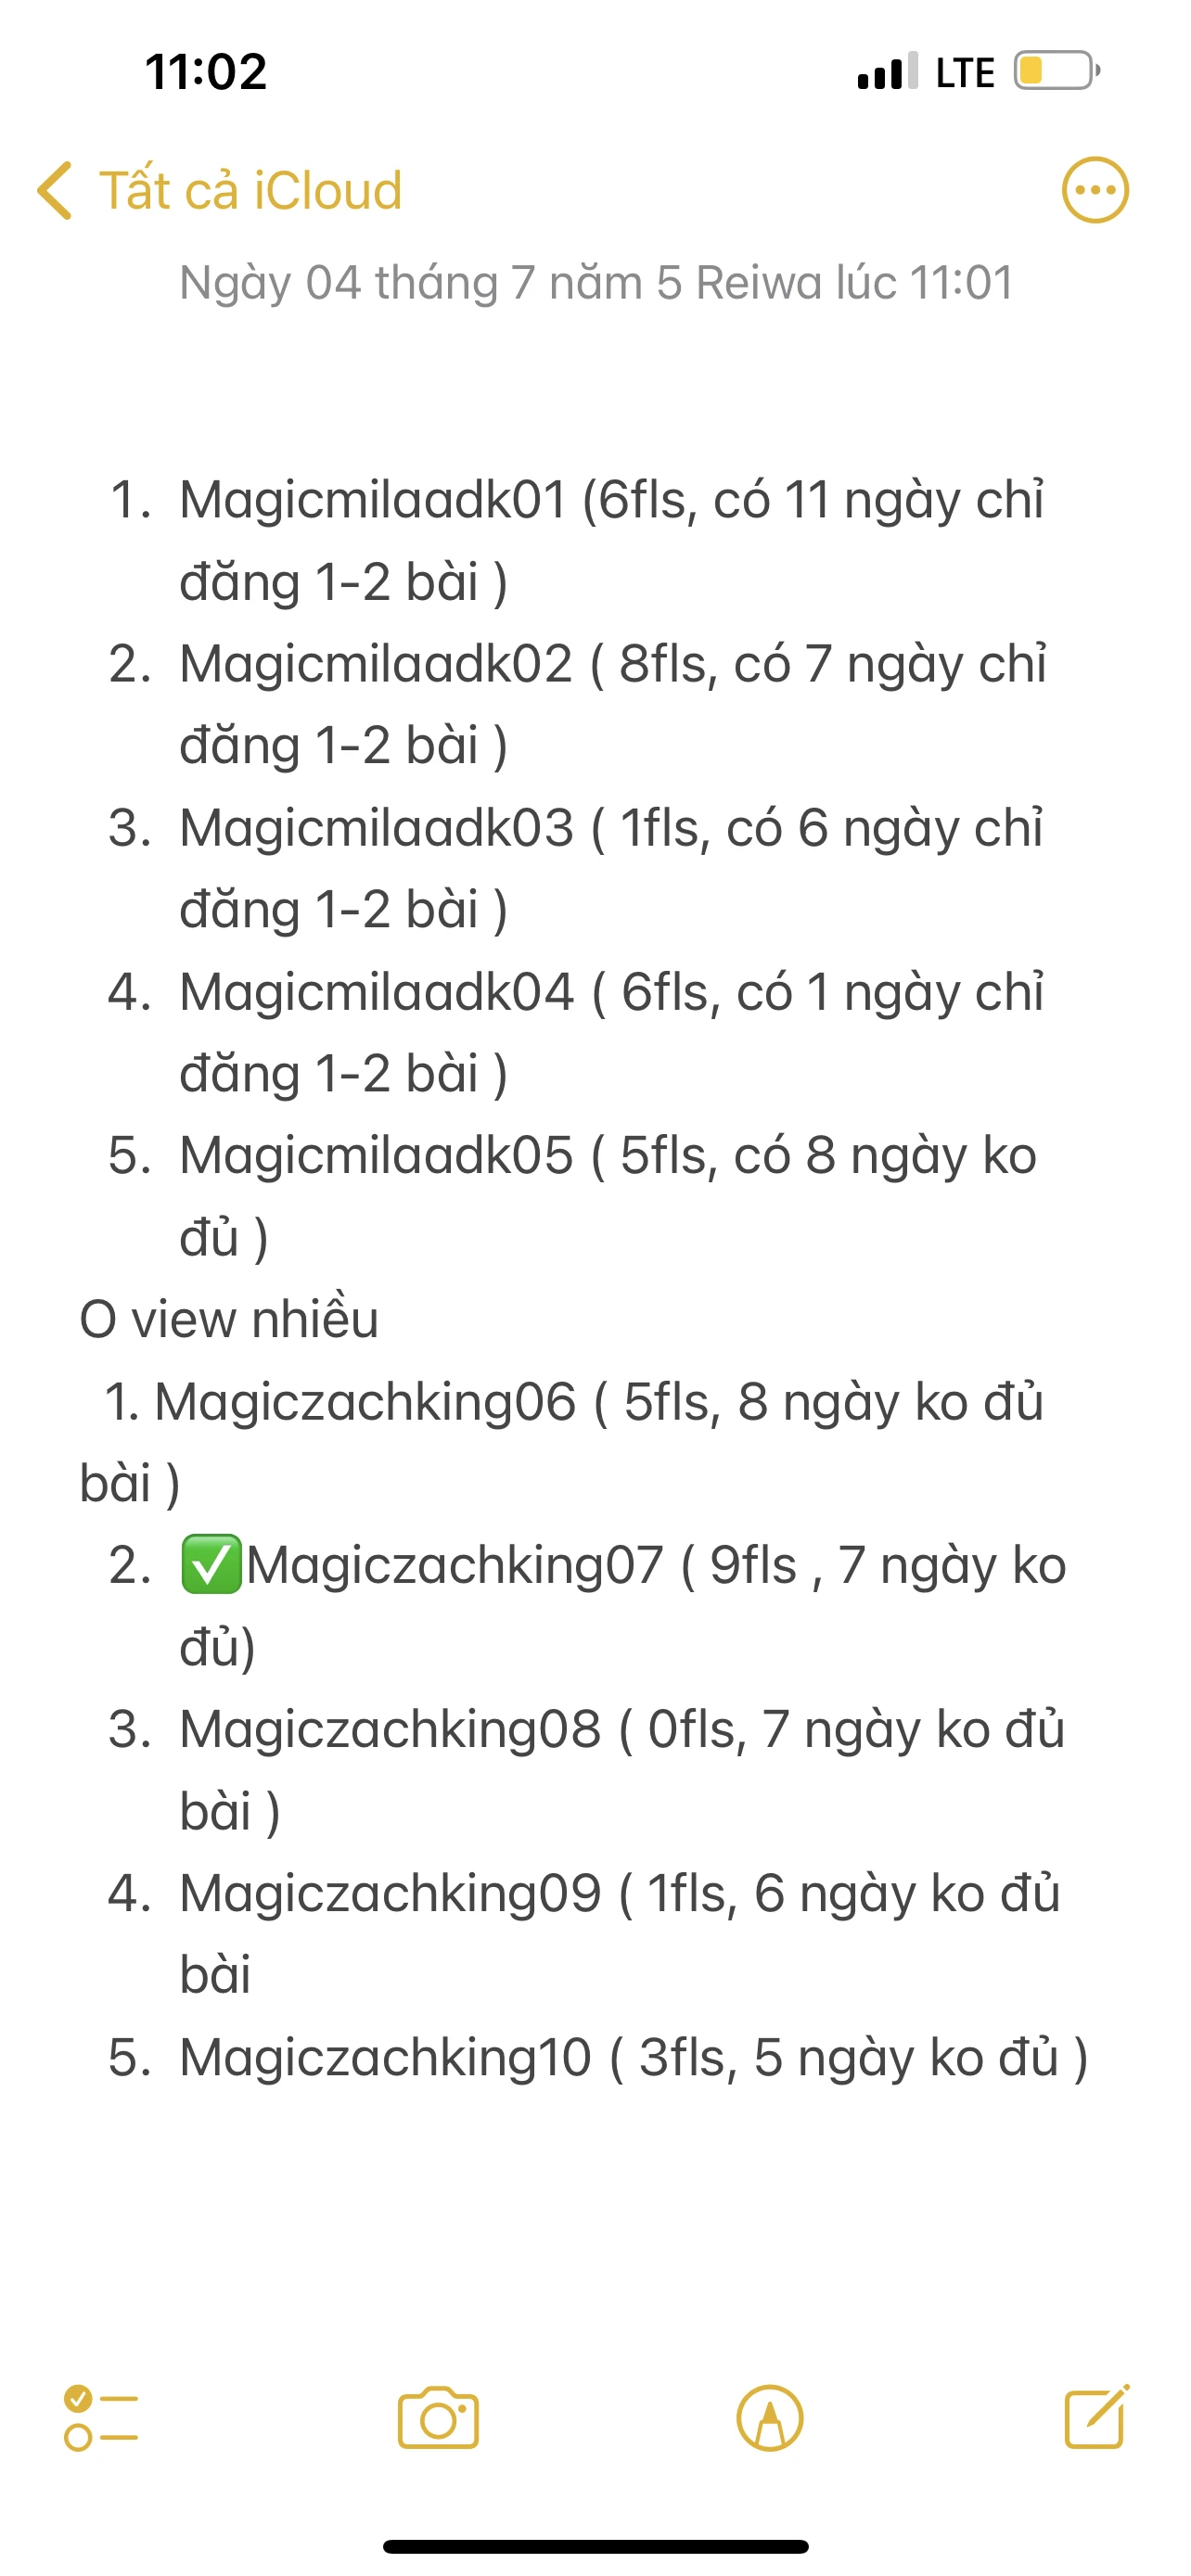 11:02
LTE
Tất cả iCloud
Ngày 04 tháng 7 năm 5 Reiwa lúc 11:01
1. Magicmilaadk01 (6fls, có 11 ngày chỉ
đăng 1-2 bài )
2. Magicmilaadk02 ( 8fls, có 7 ngày chỉ
đăng 1-2 bài )
3. Magicmilaadk03 ( 1fls, có 6 ngày chỉ
đăng 1-2 bài )
4. Magicmilaadk04 ( 6fls, có 1 ngày chỉ
đăng 1-2 bài )
5. Magicmilaadk05 ( 5fls, có 8 ngày ko
đủ )
O view nhiều
1. Magiczachking06 ( 5fls, 8 ngày ko đủ
bài )
2. ✅Magiczachking07 ( 9fls , 7 ngày ko
đủ)
3. Magiczachking08 ( 0fls, 7 ngày ko đủ
bài )
4. Magiczachking09 ( 1fls, 6 ngày ko đủ
bài
5. Magiczachking10 ( 3fls, 5 ngày ko đủ )